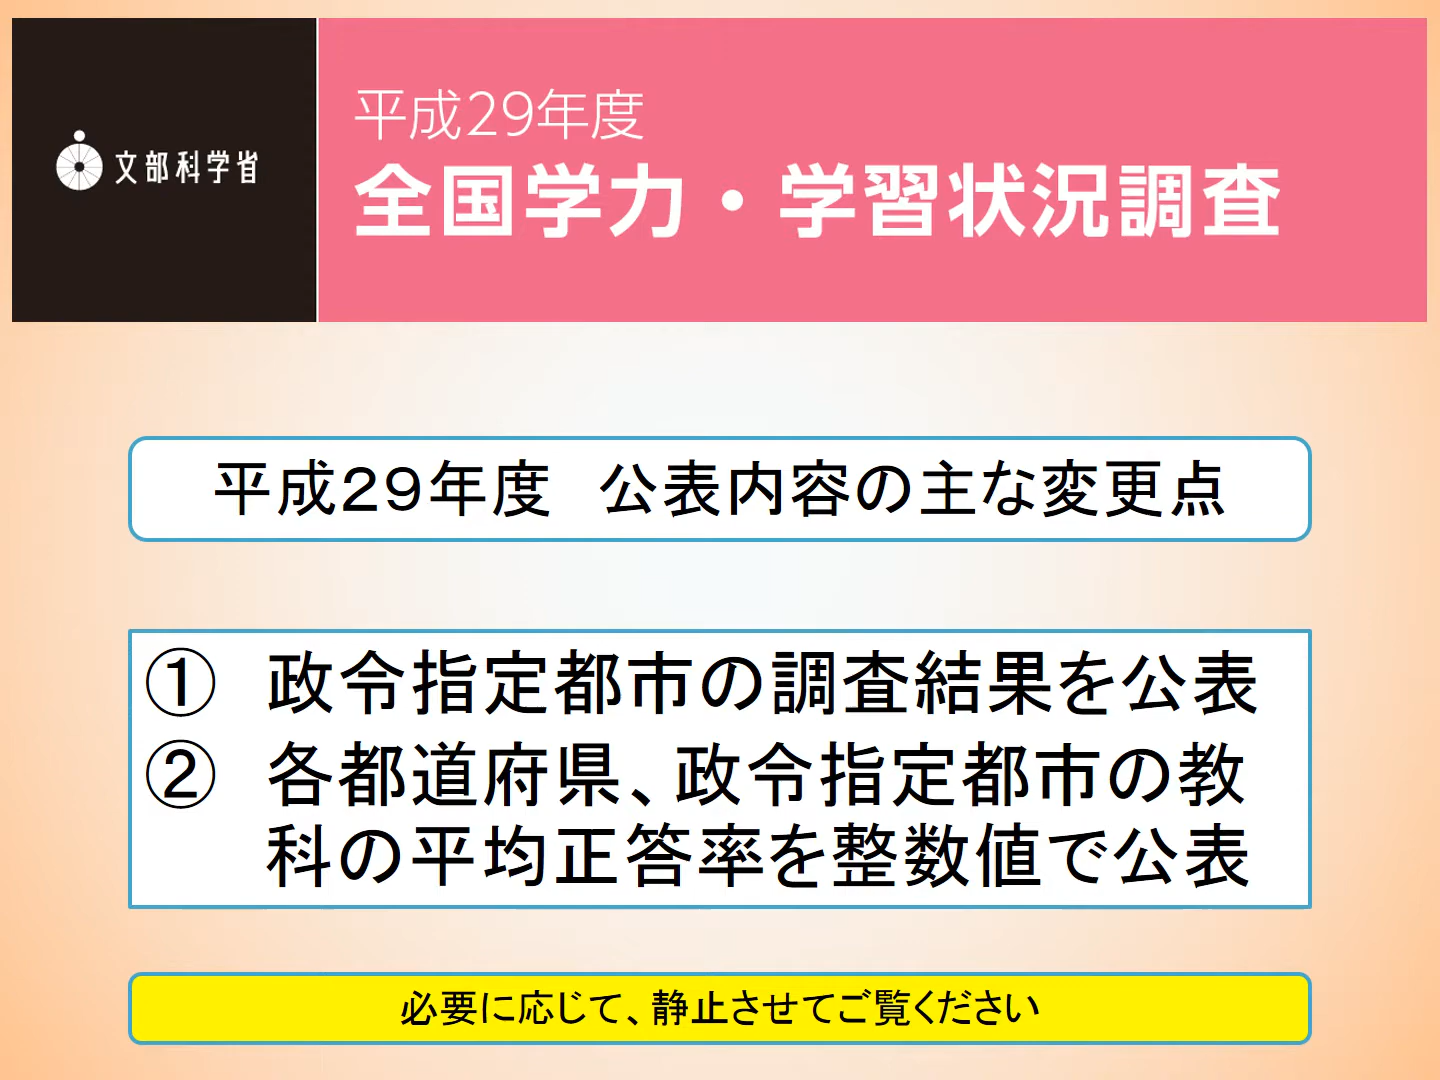 文部科学省
平成29年度
全国学力・学習状況調査
平成29年度　公表内容の主な変更点
①　政令指定都市の調査結果を公表
②　各都道府県、政令指定都市の教
科の平均正答率を整数値で公表
必要に応じて、静止させてご覧ください